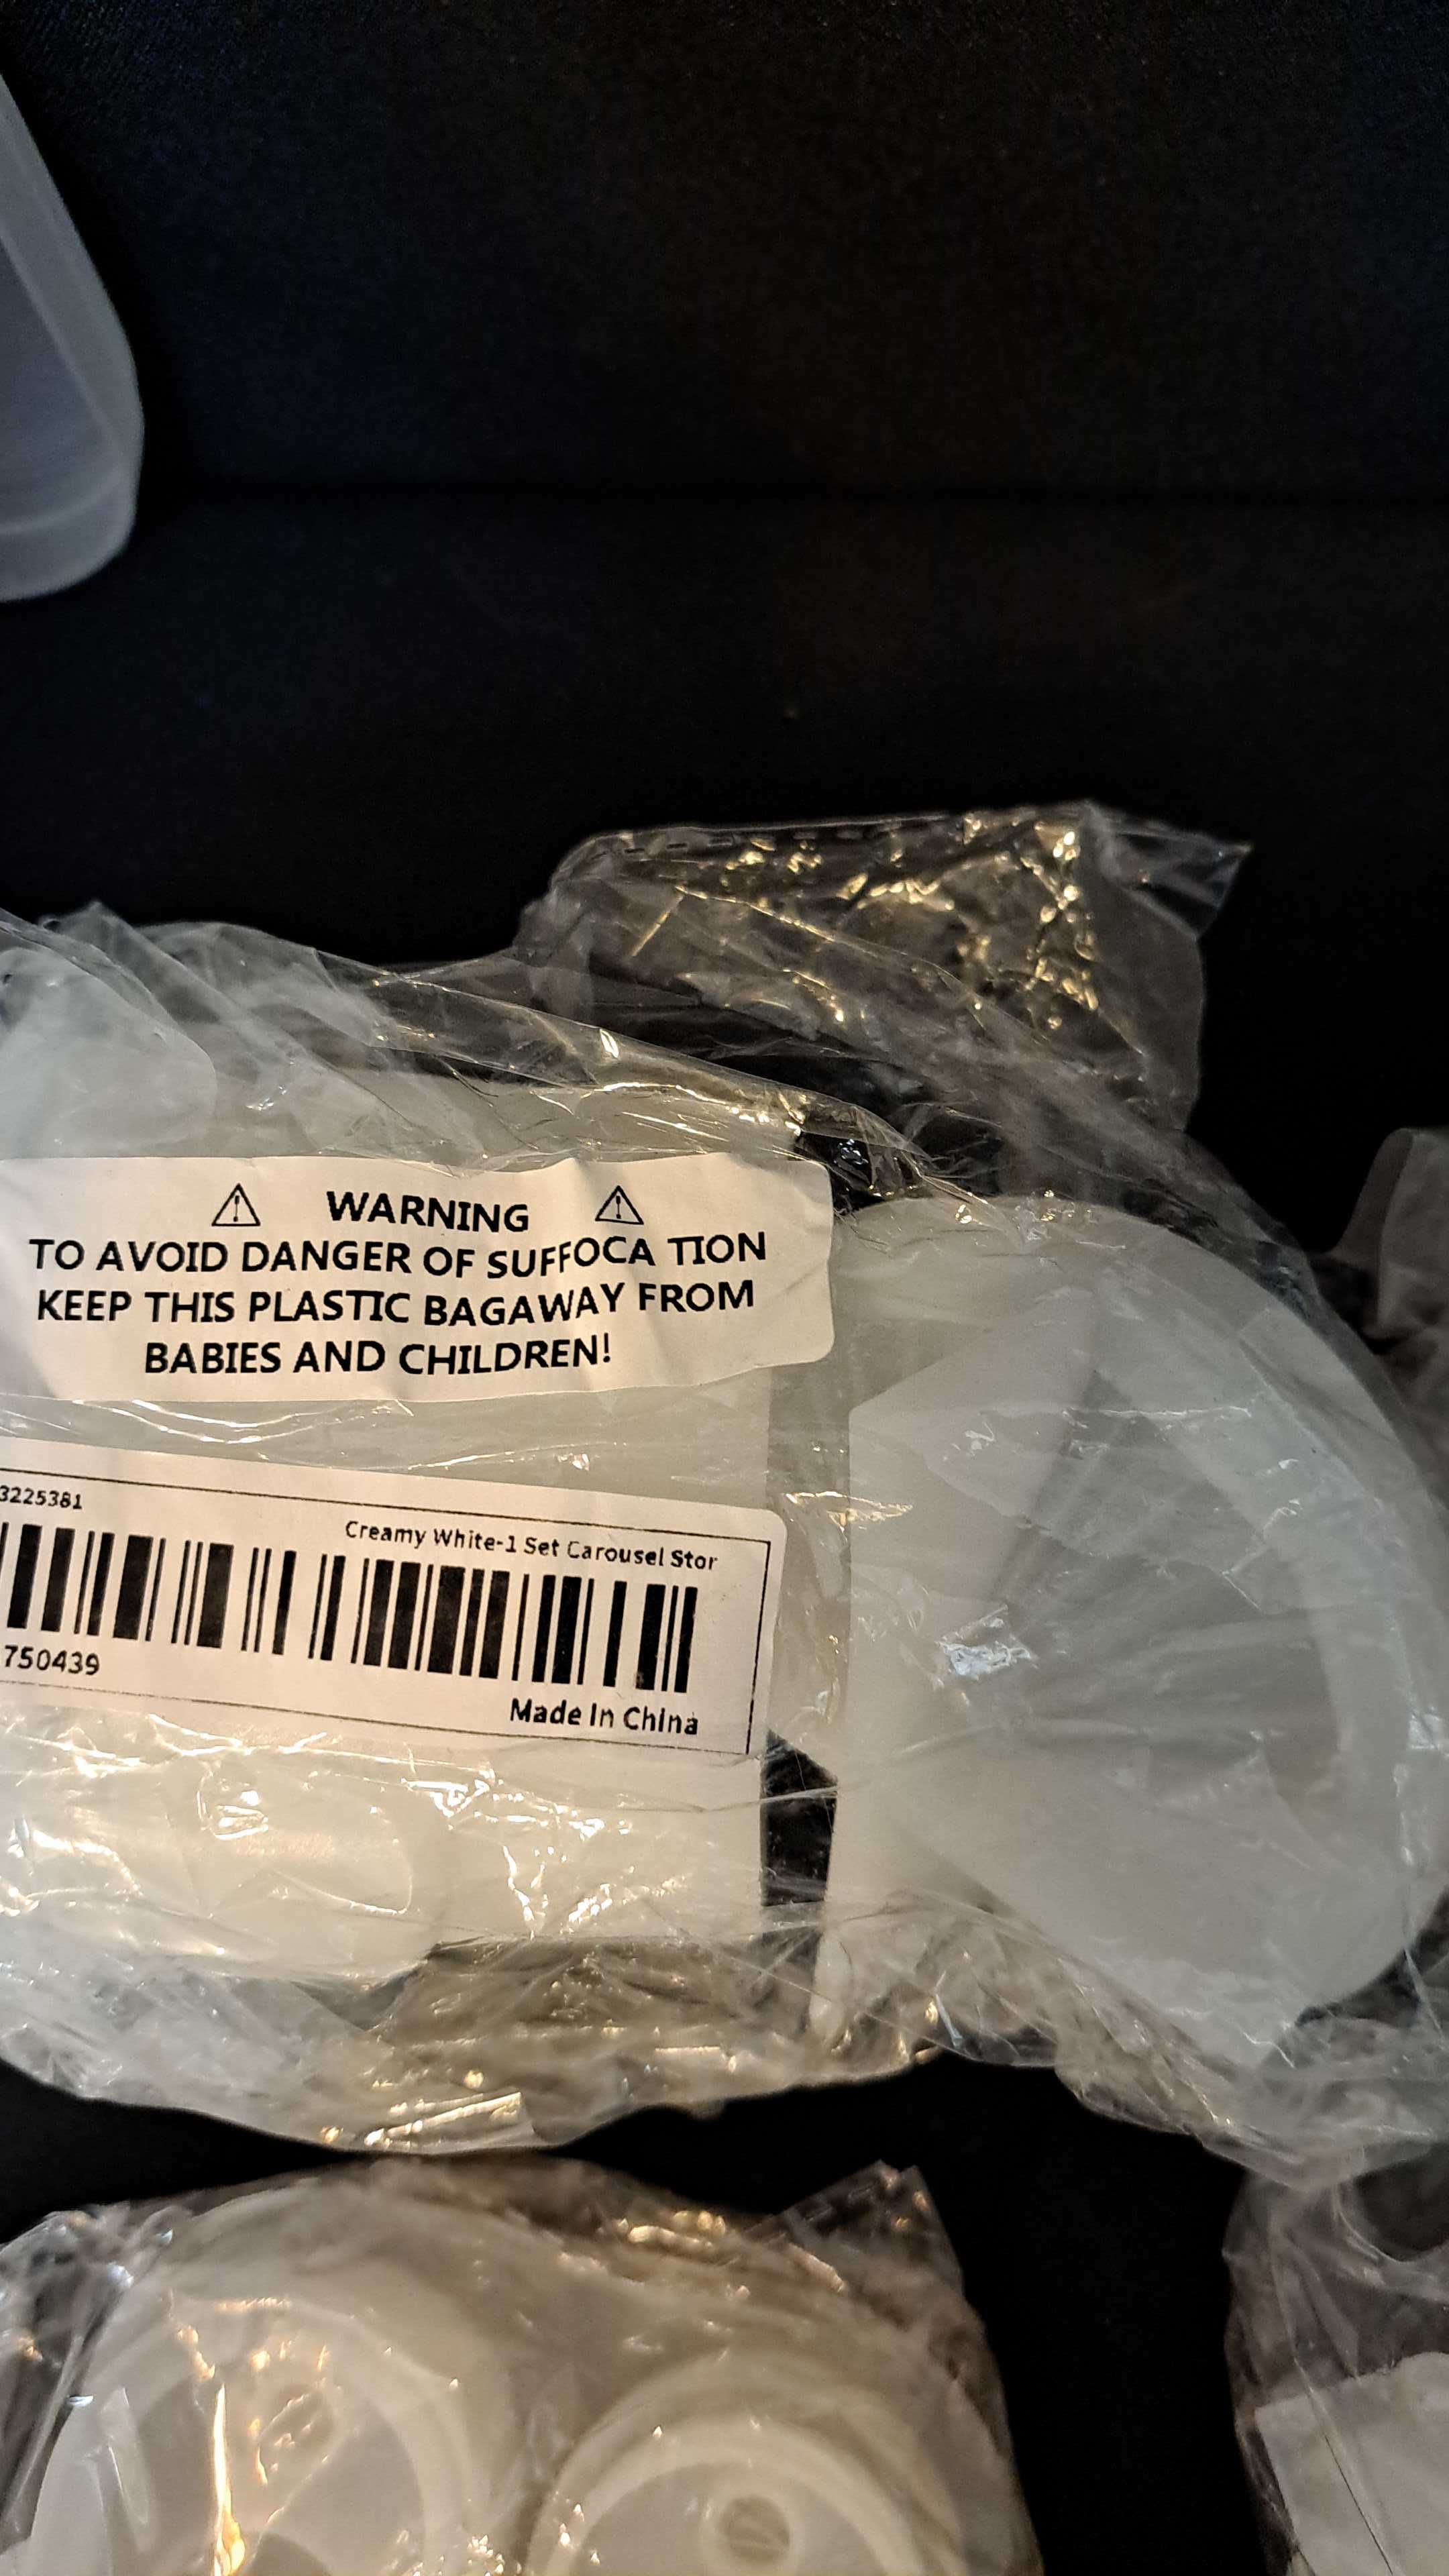 WARNING
TO AVOID DANGER OF SUFFOCA TION
KEEP THIS PLASTIC BAGAWAY FROM
BABIES AND CHILDREN!
3225381
Creamy White-1 Set Carousel Stor
750439
Made In China